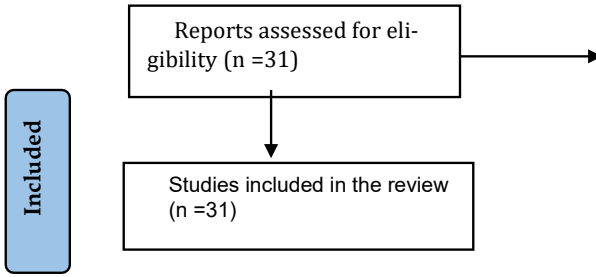 Reports assessed for eli-
gibility (n =31)
Included
Studies included in the review
(n =31)